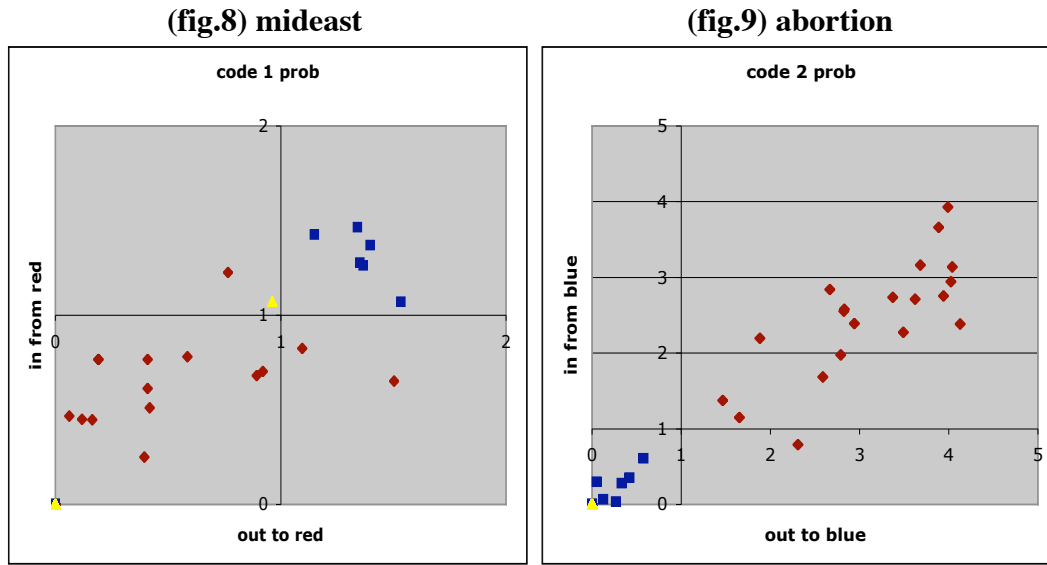 (fig.8) mideast
code 1 prob
2
1
0
1
2
0
in from red
out to red
(fig.9) abortion
code 2 prob
5
4
3
2
1
0
1
2
3
4
5
0
in from blue
out to blue